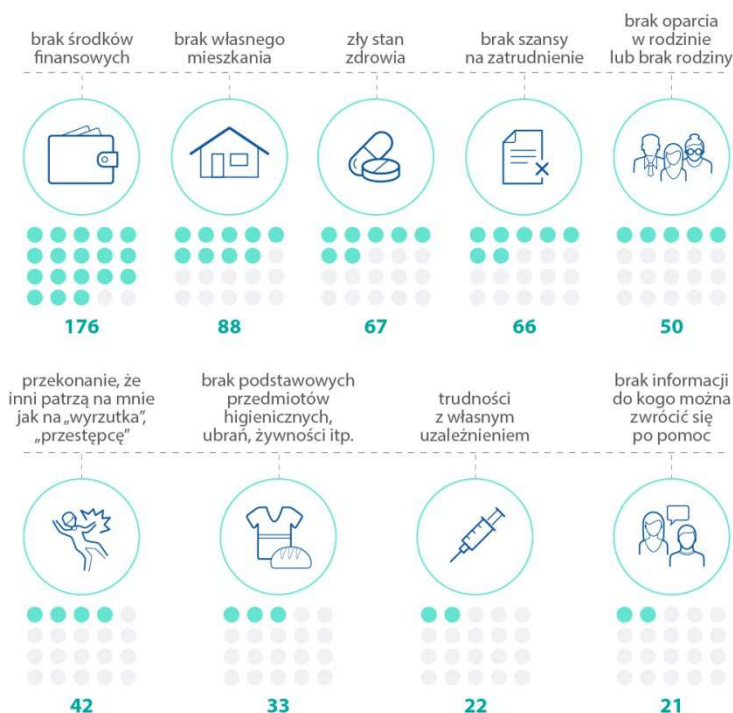 brak środków
finansowych
brak własnego
mieszkania
zły stan
zdrowia
brak szansy
na zatrudnienie
brak oparcia
w rodzinie
lub brak rodziny
176
88
67
66
50
przekonanie, że
inni patrzą na mnie
jak na „wyrzutka”,
„przestępcę”
brak podstawowych
przedmiotów
higienicznych,
ubrań, żywności itp.
trudności
z własnym
uzależnieniem
brak informacji
do kogo można
zwrócić się
po pomoc
42
33
22
21